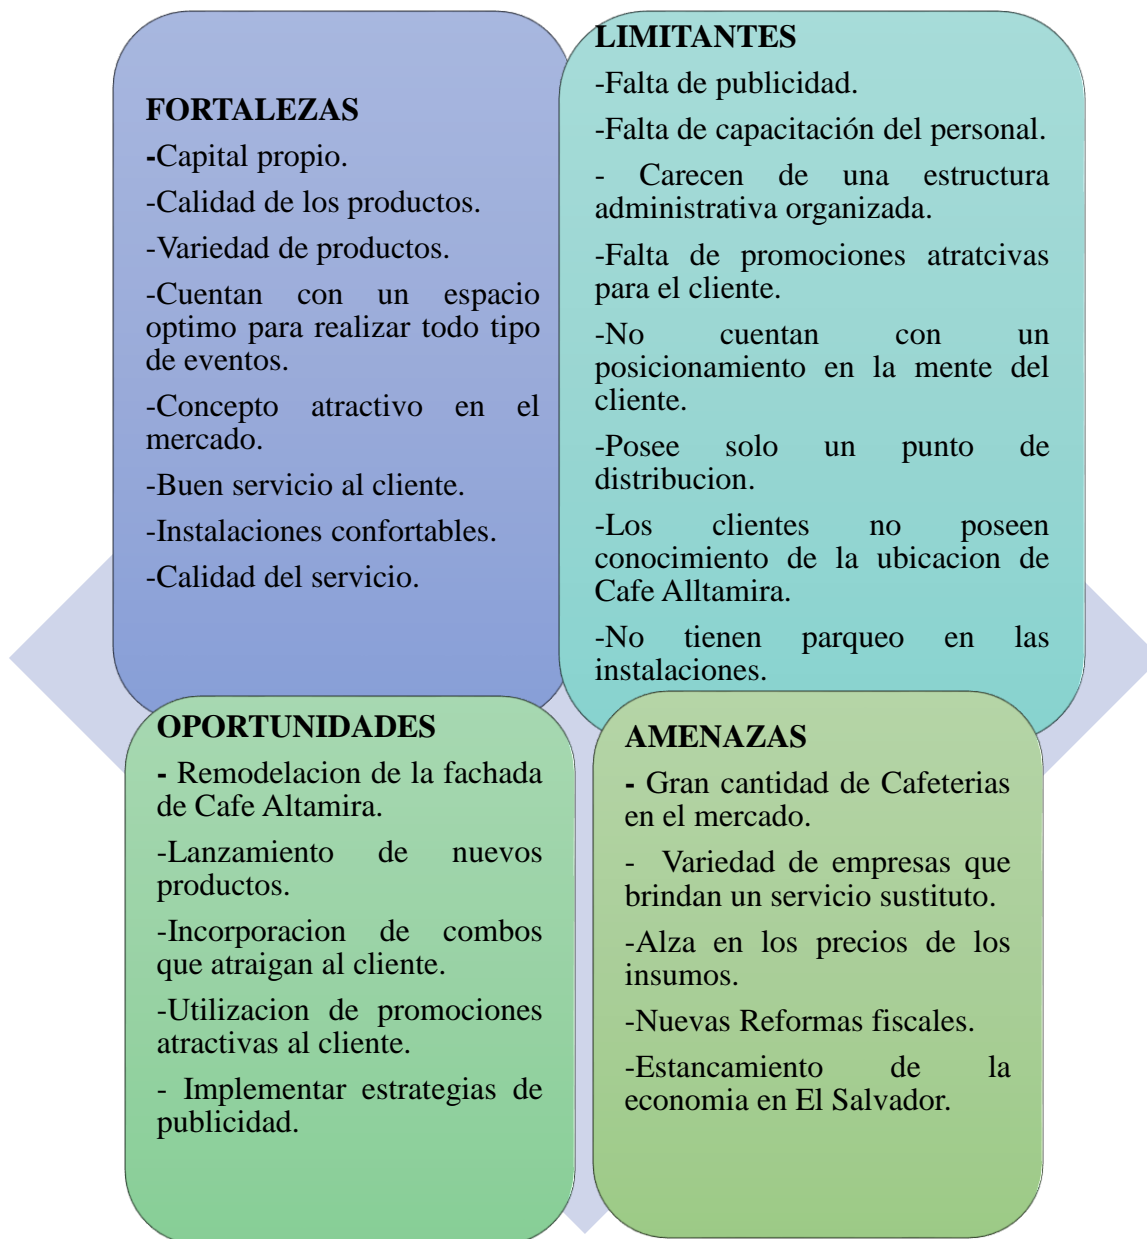 FORTALEZAS
-Capital propio.
-Calidad de los productos.
-Variedad de productos.
-Cuentan con un espacio
optimo para realizar todo tipo
de eventos.
-Concepto atractivo en el
mercado.
-Buen servicio al cliente.
-Instalaciones confortables.
-Calidad del servicio.
LIMITANTES
-Falta de publicidad.
-Falta de capacitación del personal.
- Carecen de una estructura
administrativa organizada.
-Falta de promociones atratcivas
para el cliente.
-No cuentan con un
posicionamiento en la mente del
cliente.
-Posee solo un punto de
distribucion.
-Los clientes no poseen
conocimiento de la ubicacion de
Cafe Alltamira.
-No tienen parqueo en las
instalaciones.
OPORTUNIDADES
- Remodelacion de la fachada
de Cafe Altamira.
-Lanzamiento de nuevos
productos.
-Incorporacion de combos
que atraigan al cliente.
-Utilizacion de promociones
atractivas al cliente.
- Implementar estrategias de
publicidad.
AMENAZAS
- Gran cantidad de Cafeterias
en el mercado.
- Variedad de empresas que
brindan un servicio sustituto.
-Alza en los precios de los
insumos.
-Nuevas Reformas fiscales.
-Estancamiento de la
economia en El Salvador.